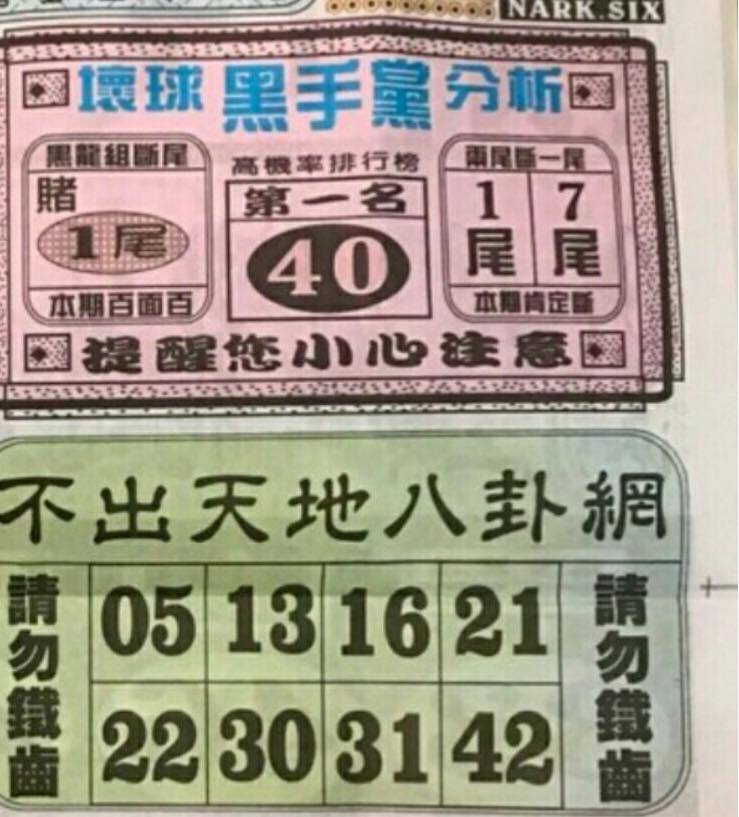 NARK.SIX
壞球 黑手黨 分析
黑龍組斷尾
賭
1尾
本期百面百
高機率排行榜
第一名
40
兩尾斷一尾
1尾 7尾
本期肯定斷
提醒您小心注意
不出天地八卦網
請勿鐵齒
05 13 16 21
22 30 31 42
請勿鐵齒